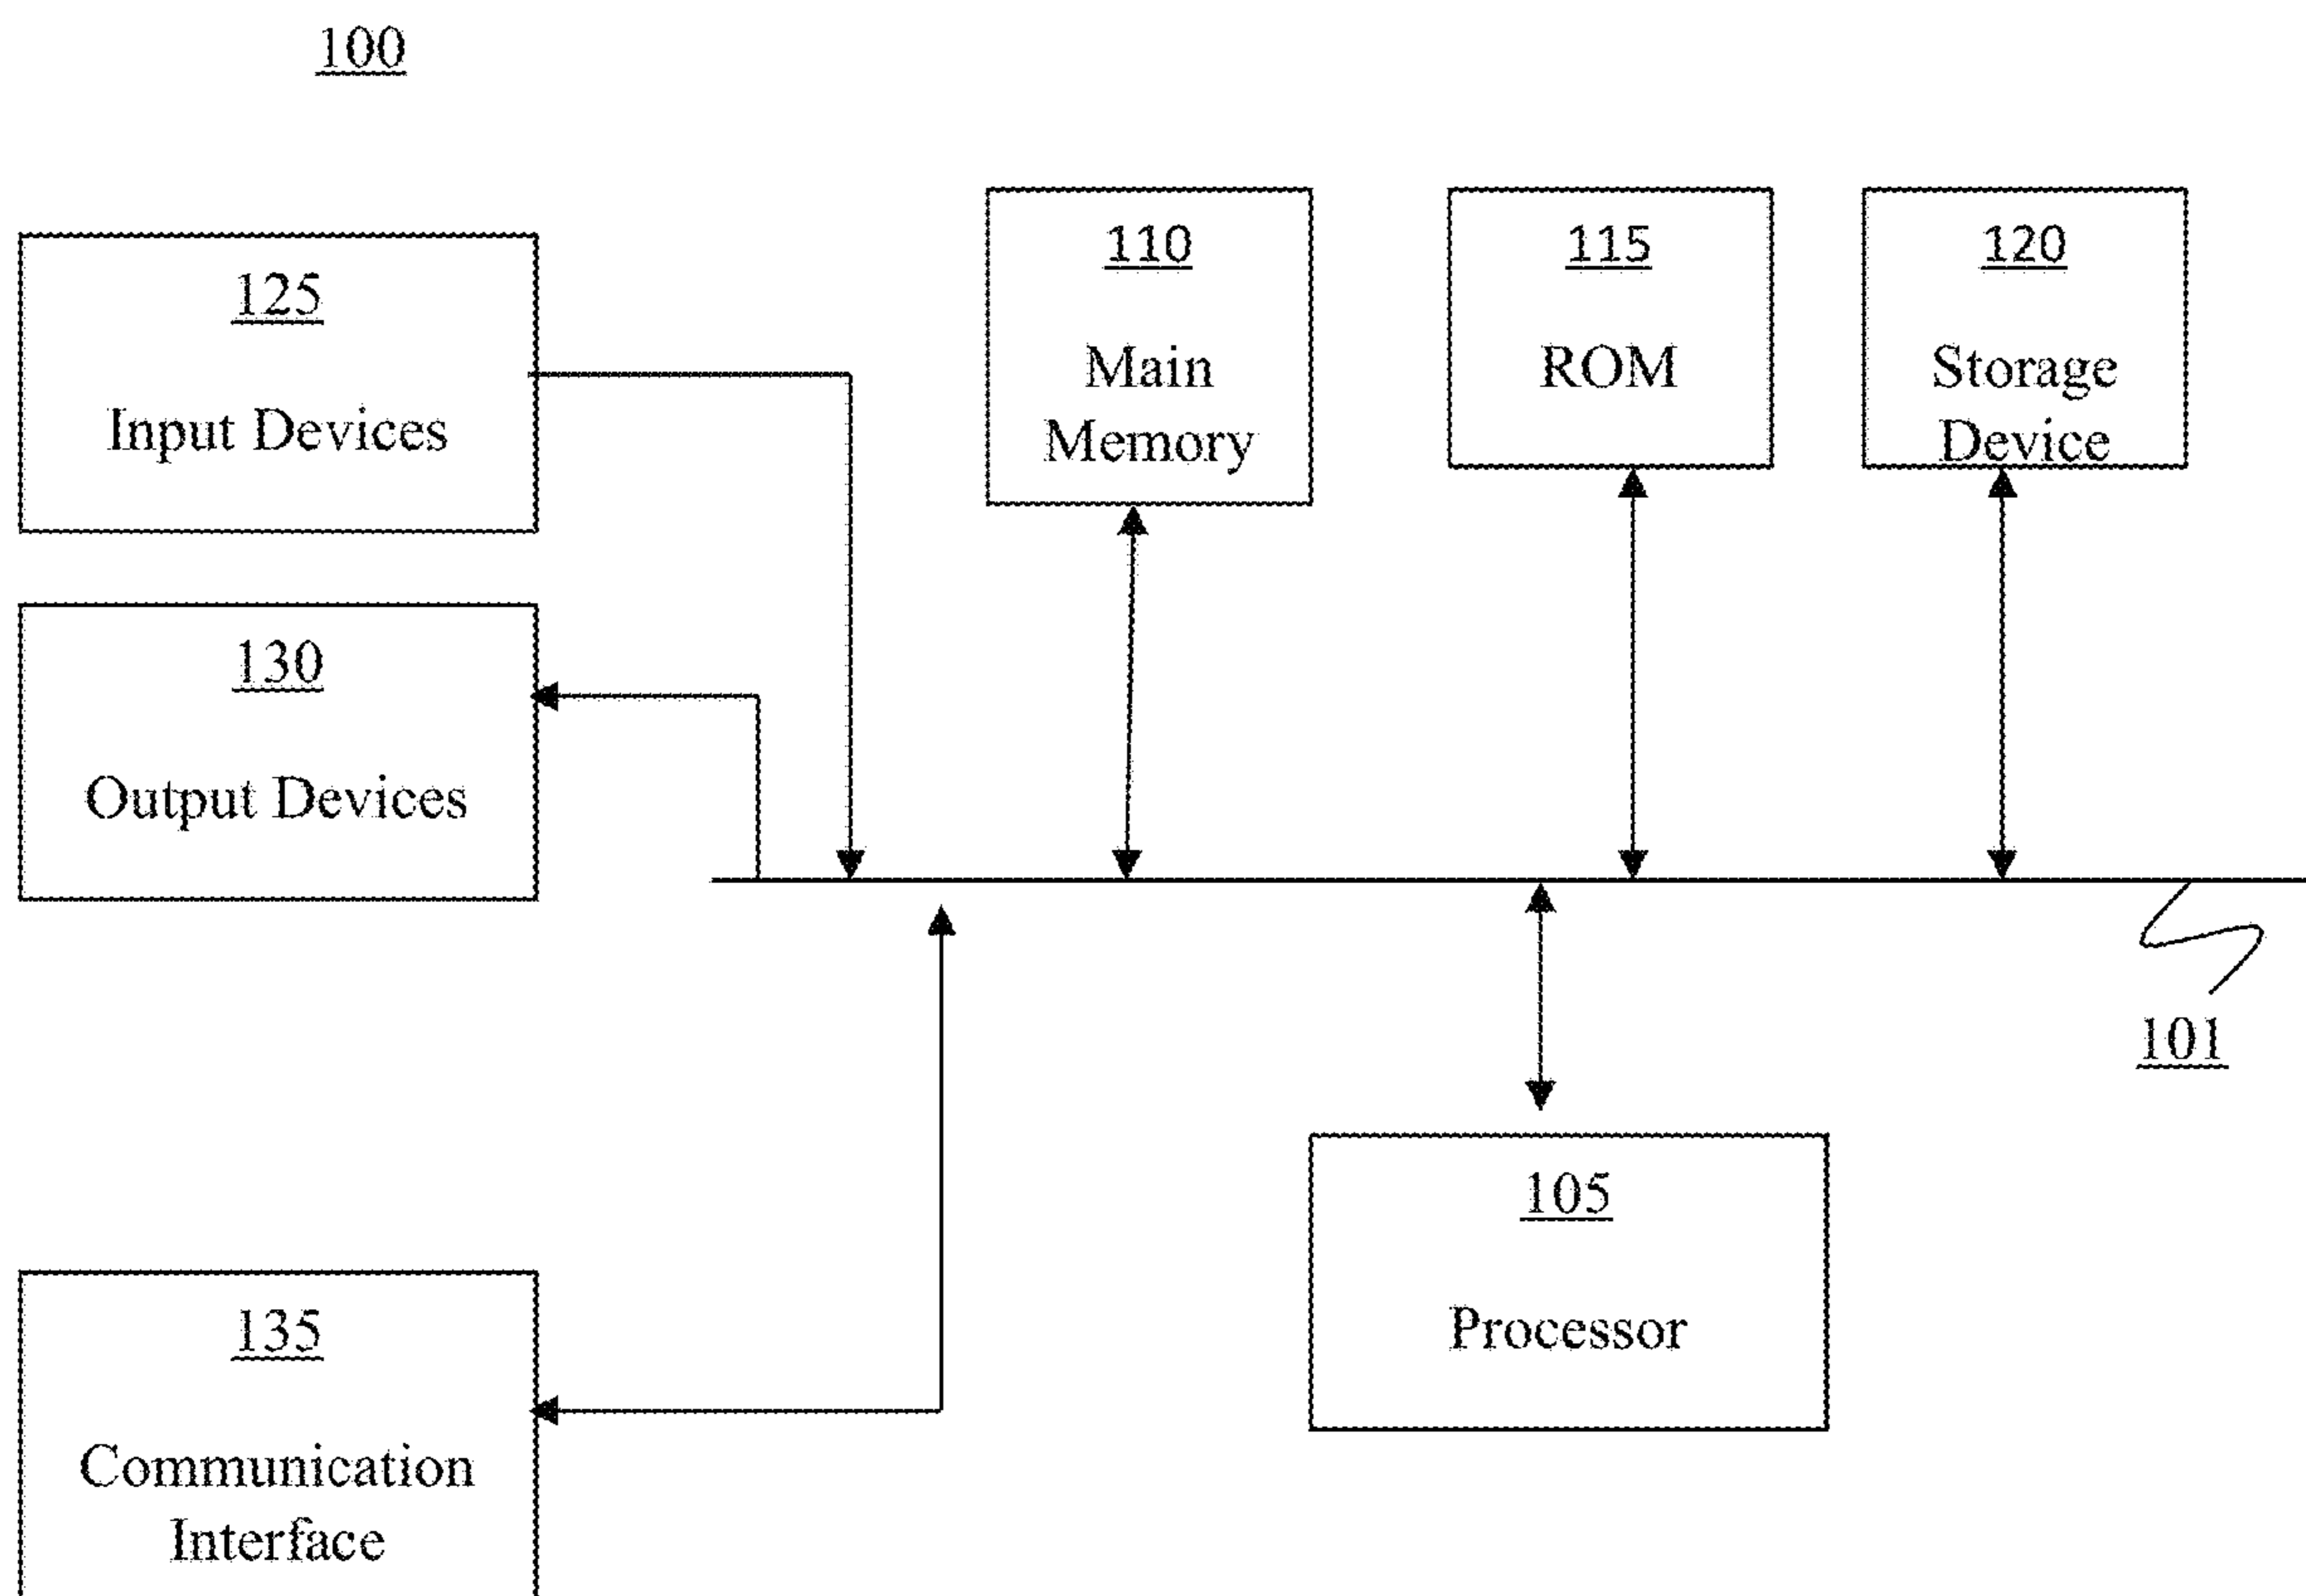 100
125
Input Devices
110
Main
Memory
115
ROM
120
Storage
Device
130
Output Devices
101
105
Processor
135
Communication
Interface